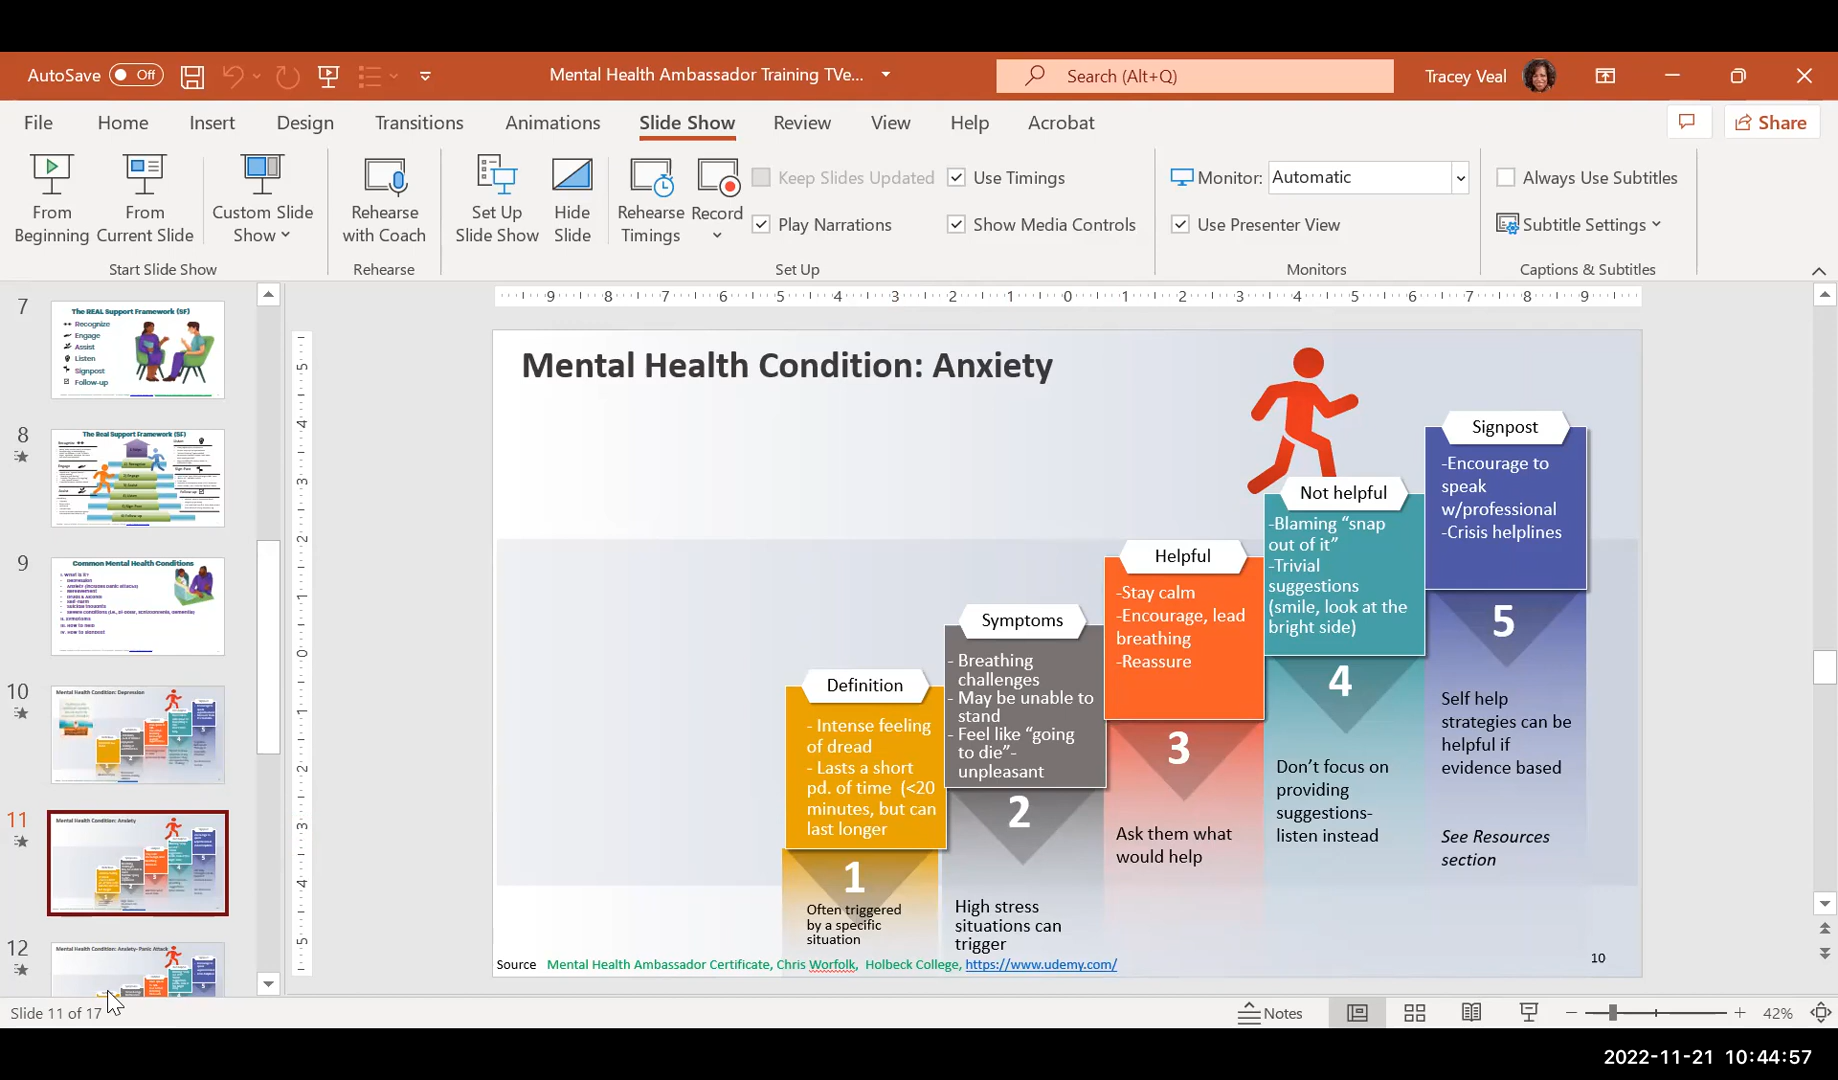 AutoSave Off
Mental Health Ambassador Training TVe...
Search (Alt+Q)
Tracey Veal
File Home Insert Design Transitions Animations Slide Show Review View Help Acrobat
Share
From Beginning
From Current Slide
Custom Slide Show
Start Slide Show
Rehearse with Coach
Rehearse
Set Up Slide Show
Hide Slide
Rehearse Timings
Record
Keep Slides Updated
Use Timings
Play Narrations
Show Media Controls
Set Up
Monitor: Automatic
Use Presenter View
Monitors
Always Use Subtitles
Subtitle Settings
Captions & Subtitles
7
The REAL Support Framework (SF)
Recognize
Engage
Assist
Listen
Signpost
Follow-up
8
The Real Support Framework (SF)
9
Common Mental Health Conditions
10
Mental Health Condition: Depression
11
Mental Health Condition: Anxiety
12
Mental Health Condition: Anxiety-Panic Attack
Mental Health Condition: Anxiety
Definition
- Intense feeling
of dread
- Lasts a short
pd. of time (<20
minutes, but can
last longer
1
Often triggered
by a specific
situation
Symptoms
- Breathing
challenges
- May be unable to
stand
- Feel like “going
to die”-
unpleasant
2
High stress
situations can
trigger
Helpful
-Stay calm
-Encourage, lead
breathing
-Reassure
3
Ask them what
would help
Not helpful
-Blaming “snap
out of it”
-Trivial
suggestions
(smile, look at the
bright side)
4
Don’t focus on
providing
suggestions-
listen instead
Signpost
-Encourage to
speak
w/professional
-Crisis helplines
5
Self help
strategies can be
helpful if
evidence based
See Resources
section
Source Mental Health Ambassador Certificate, Chris Worfolk, Holbeck College, https://www.udemy.com/
10
Slide 11 of 17
Notes
42%
2022-11-21 10:44:57